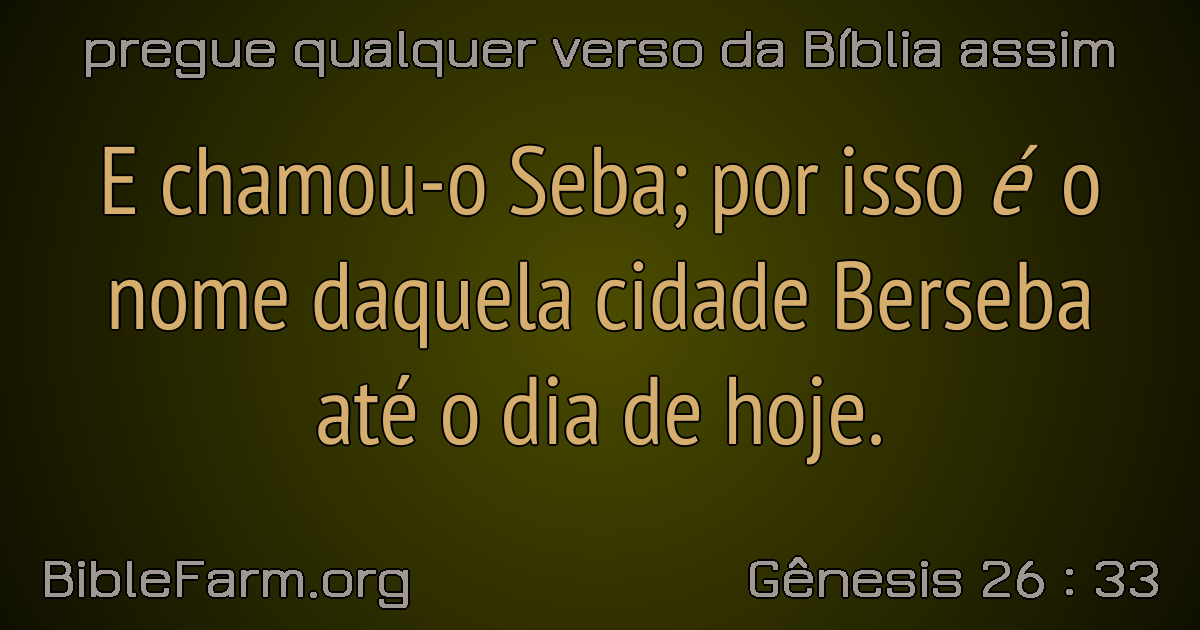 pregue qualquer verso da Bíblia assim
E chamou-o Seba; por isso é o
nome daquela cidade Berseba
até o dia de hoje.
BibleFarm.org
Gênesis 26 : 33